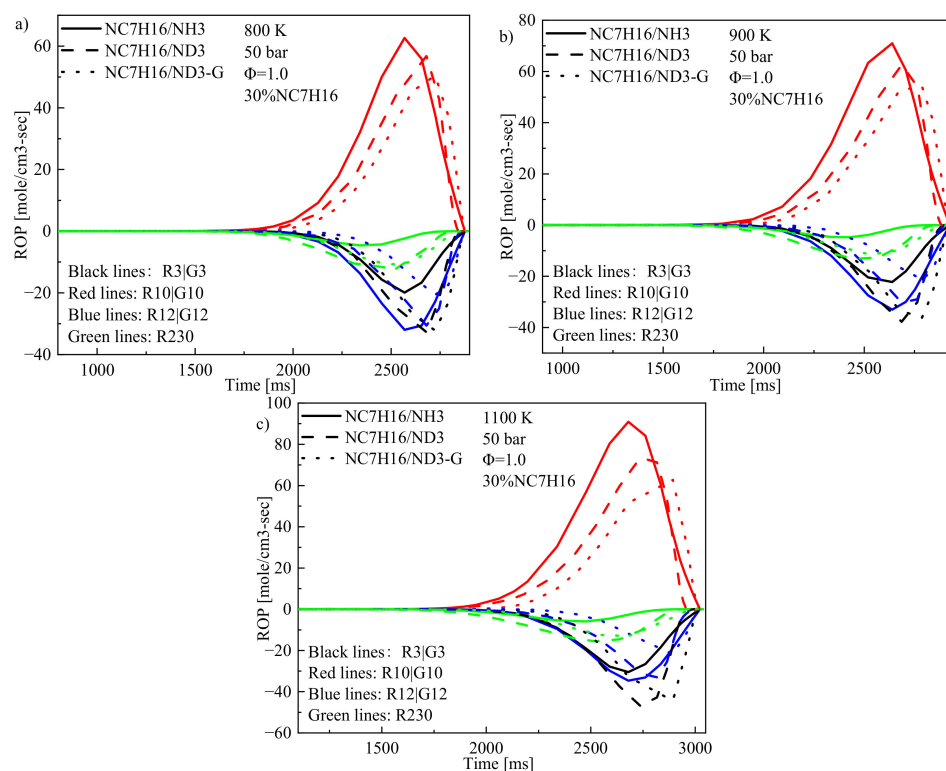 a)
NC7H16/NH3 800 K
NC7H16/ND3 50 bar
NC7H16/ND3-G Φ=1.0
30%NC7H16
60
40
20
0
−20
−40
ROP [mole/cm3-sec]
Black lines： R3|G3
Red lines: R10|G10
Blue lines: R12|G12
Green lines: R230
1000 1500 2000 2500
Time [ms]
b)
NC7H16/NH3 900 K
NC7H16/ND3 50 bar
NC7H16/ND3-G Φ=1.0
30%NC7H16
80
60
40
20
0
−20
−40
ROP [mole/cm3-sec]
Black lines： R3|G3
Red lines: R10|G10
Blue lines: R12|G12
Green lines: R230
1000 1500 2000 2500
Time [ms]
c)
NC7H16/NH3 1100 K
NC7H16/ND3 50 bar
NC7H16/ND3-G Φ=1.0
30%NC7H16
100
80
60
40
20
0
−20
−40
−60
ROP [mole/cm3-sec]
Black lines： R3|G3
Red lines: R10|G10
Blue lines: R12|G12
Green lines: R230
1500 2000 2500 3000
Time [ms]